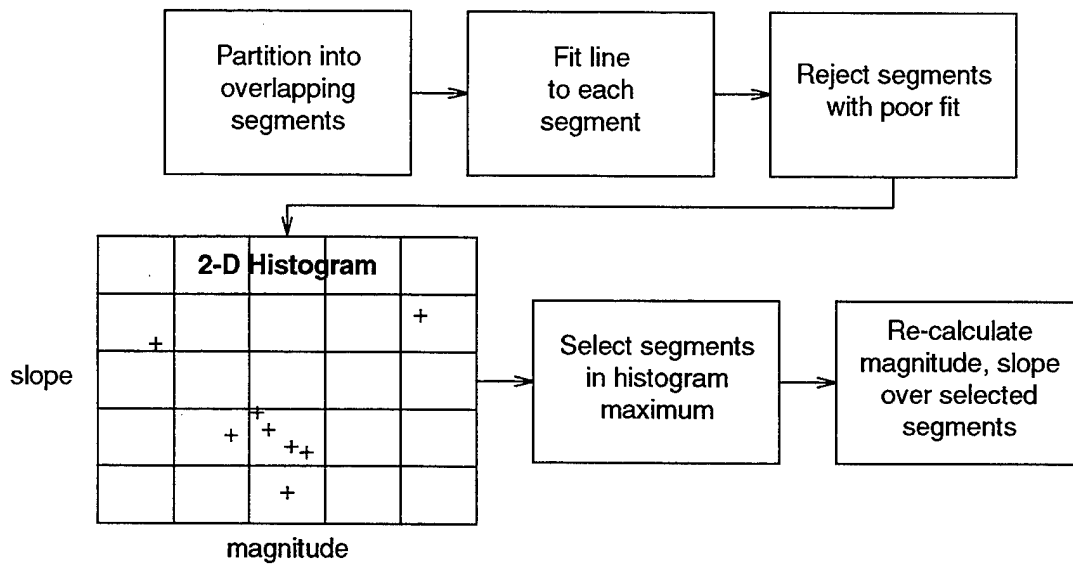 Partition into
overlapping
segments
Fit line
to each
segment
Reject segments
with poor fit
2-D Histogram
slope
magnitude
Select segments
in histogram
maximum
Re-calculate
magnitude, slope
over selected
segments